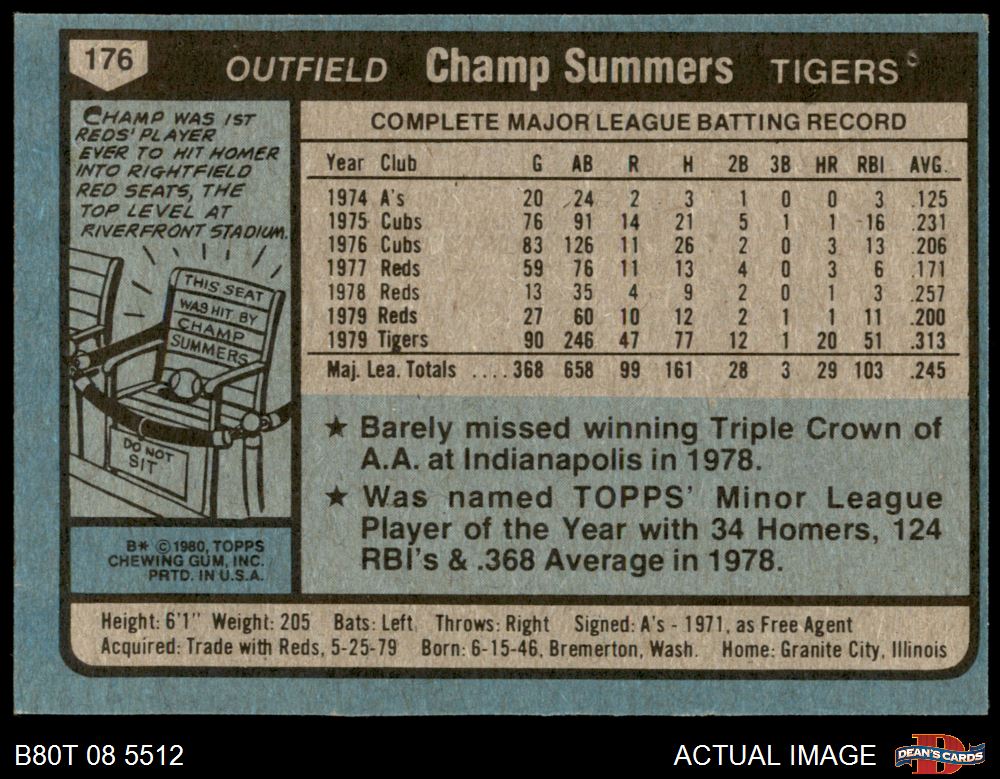 176
OUTFIELD Champ Summers TIGERS
CHAMP WAS 1ST
REDS' PLAYER
EVER TO HIT HOMER
INTO RIGHTFIELD
RED SEATS, THE
TOP LEVEL AT
RIVERFRONT STADIUM.
THIS SEAT
WAS HIT BY
CHAMP
SUMMERS
DO NOT
SIT
B* © 1980, TOPPS
CHEWING GUM, INC.
PRTD. IN U.S.A.
COMPLETE MAJOR LEAGUE BATTING RECORD
Year Club G AB R H 2B 3B HR RBI AVG.
1974 A's 20 24 2 3 1 0 0 3 .125
1975 Cubs 76 91 14 21 5 1 1 16 .231
1976 Cubs 83 126 11 26 2 0 3 13 .206
1977 Reds 59 76 11 13 4 0 3 6 .171
1978 Reds 13 35 4 9 2 0 1 3 .257
1979 Reds 27 60 10 12 2 1 1 11 .200
1979 Tigers 90 246 47 77 12 1 20 51 .313
Maj. Lea. Totals ....368 658 99 161 28 3 29 103 .245
★ Barely missed winning Triple Crown of
A.A. at Indianapolis in 1978.
★ Was named TOPPS' Minor League
Player of the Year with 34 Homers, 124
RBI's & .368 Average in 1978.
Height: 6'1" Weight: 205 Bats: Left Throws: Right Signed: A's - 1971, as Free Agent
Acquired: Trade with Reds, 5-25-79 Born: 6-15-46, Bremerton, Wash. Home: Granite City, Illinois
B80T 08 5512
ACTUAL IMAGE
D
DEAN'S CARDS